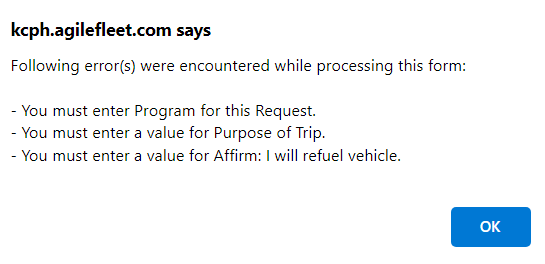 kcph.agilefleet.com says
Following error(s) were encountered while processing this form:
- You must enter Program for this Request.
- You must enter a value for Purpose of Trip.
- You must enter a value for Affirm: I will refuel vehicle.
OK